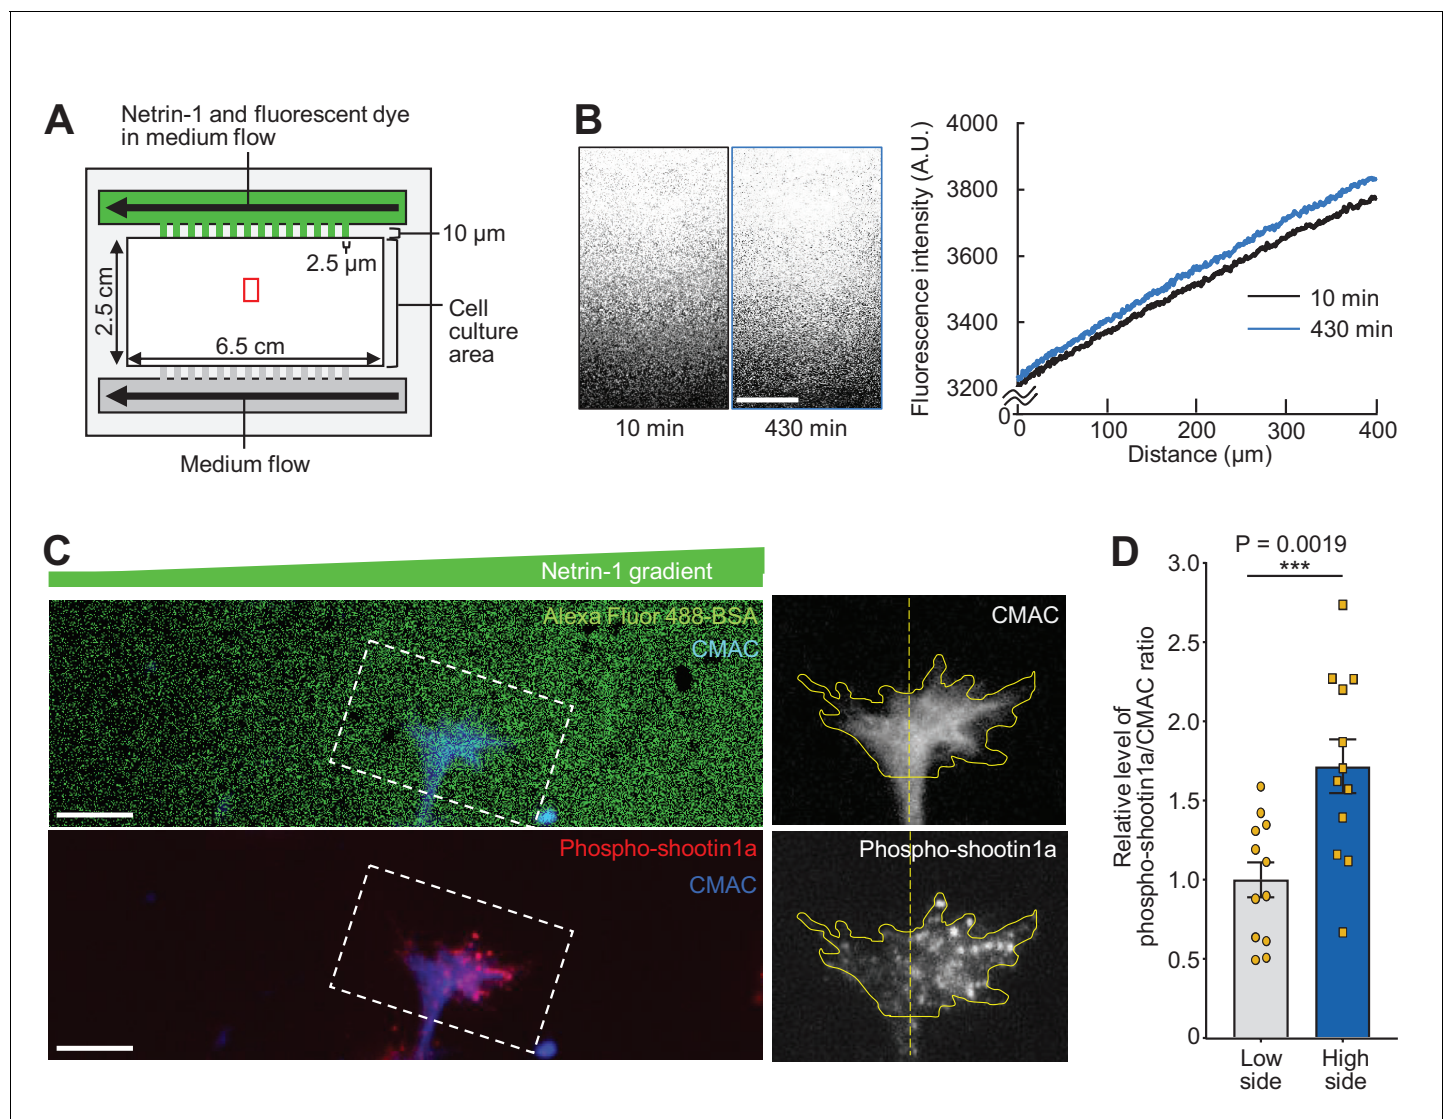 A
Netrin-1 and fluorescent dye
in medium flow
10 µm
2.5 µm
2.5 cm
6.5 cm
Cell
culture
area
Medium flow
B
10 min
430 min
Fluorescence intensity (A.U.)
4000
3800
3600
3400
3200
0
0
100
200
300
400
Distance (µm)
10 min
430 min
C
Netrin-1 gradient
Alexa Fluor 488-BSA
CMAC
CMAC
Phospho-shootin1a
CMAC
Phospho-shootin1a
D
P = 0.0019
***
Relative level of
phospho-shootin1a/CMAC ratio
3.0
2.5
2.0
1.5
1.0
0.5
0
Low
side
High
side